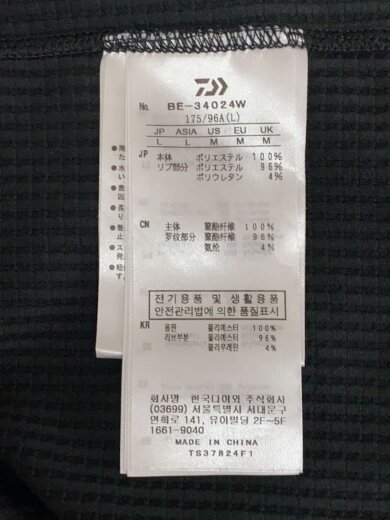 No. BE-34024W
175/96A(L)
JP ASIA US EU UK
L L M M M
JP 本体 ポリエステル 100%
リブ部分 ポリエステル 96%
ポリウレタン 4%
CN 主体 聚酯纤维 100%
罗纹部分 聚酯纤维 96%
氨纶 4%
전기용품 및 생활용품
안전관리법에 의한 품질표시
KR 몸판 폴리에스터 100%
리브부분 폴리에스터 96%
폴리우레탄 4%
회사명 한국다이와 주식회사
(03699) 서울특별시 서대문구
연희로 141, 유아빌딩 2F~5F
1661-9040
MADE IN CHINA
TS37824F1